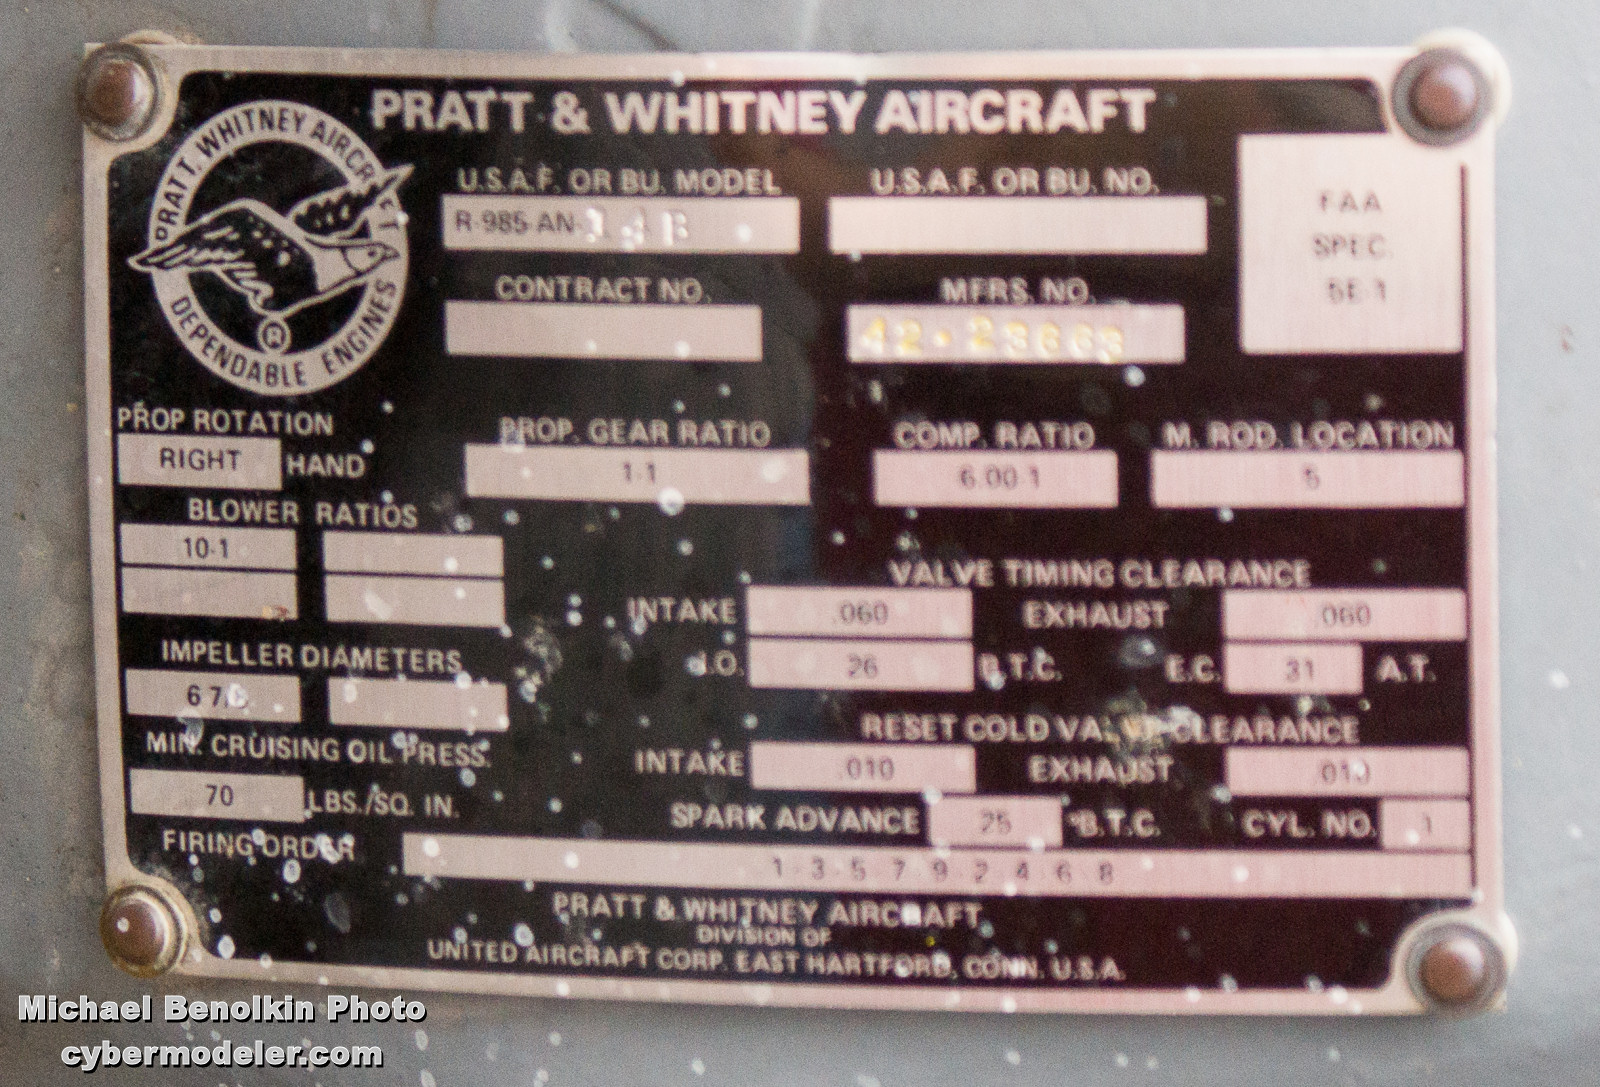 PRATT & WHITNEY AIRCRAFT
PRATT. WHITNEY AIRCRAFT
DEPENDABLE ENGINES
®
U.S.A.F. OR BU. MODEL
R-985-AN-
U.S.A.F. OR BU. NO.
FAA
SPEC.
5E-1
CONTRACT NO.
MFRS. NO.
42-23663
PROP ROTATION
RIGHT HAND
PROP. GEAR RATIO
1-1
COMP. RATIO
6.00-1
M. ROD. LOCATION
5
BLOWER RATIOS
10-1
VALVE TIMING CLEARANCE
INTAKE .060 EXHAUST .060
I.O. 26 B.T.C. E.C. 31 A.T.
IMPELLER DIAMETERS
6 7/
RESET COLD VALVE CLEARANCE
INTAKE .010 EXHAUST .010
MIN. CRUISING OIL PRESS.
70 LBS./SQ. IN.
SPARK ADVANCE 25 °B.T.C. CYL. NO. 1
FIRING ORDER 1-3-5 7 9 2 4 6 8
PRATT & WHITNEY AIRCRAFT
DIVISION OF
UNITED AIRCRAFT CORP. EAST HARTFORD, CONN. U.S.A.
Michael Benolkin Photo
cybermodeler.com